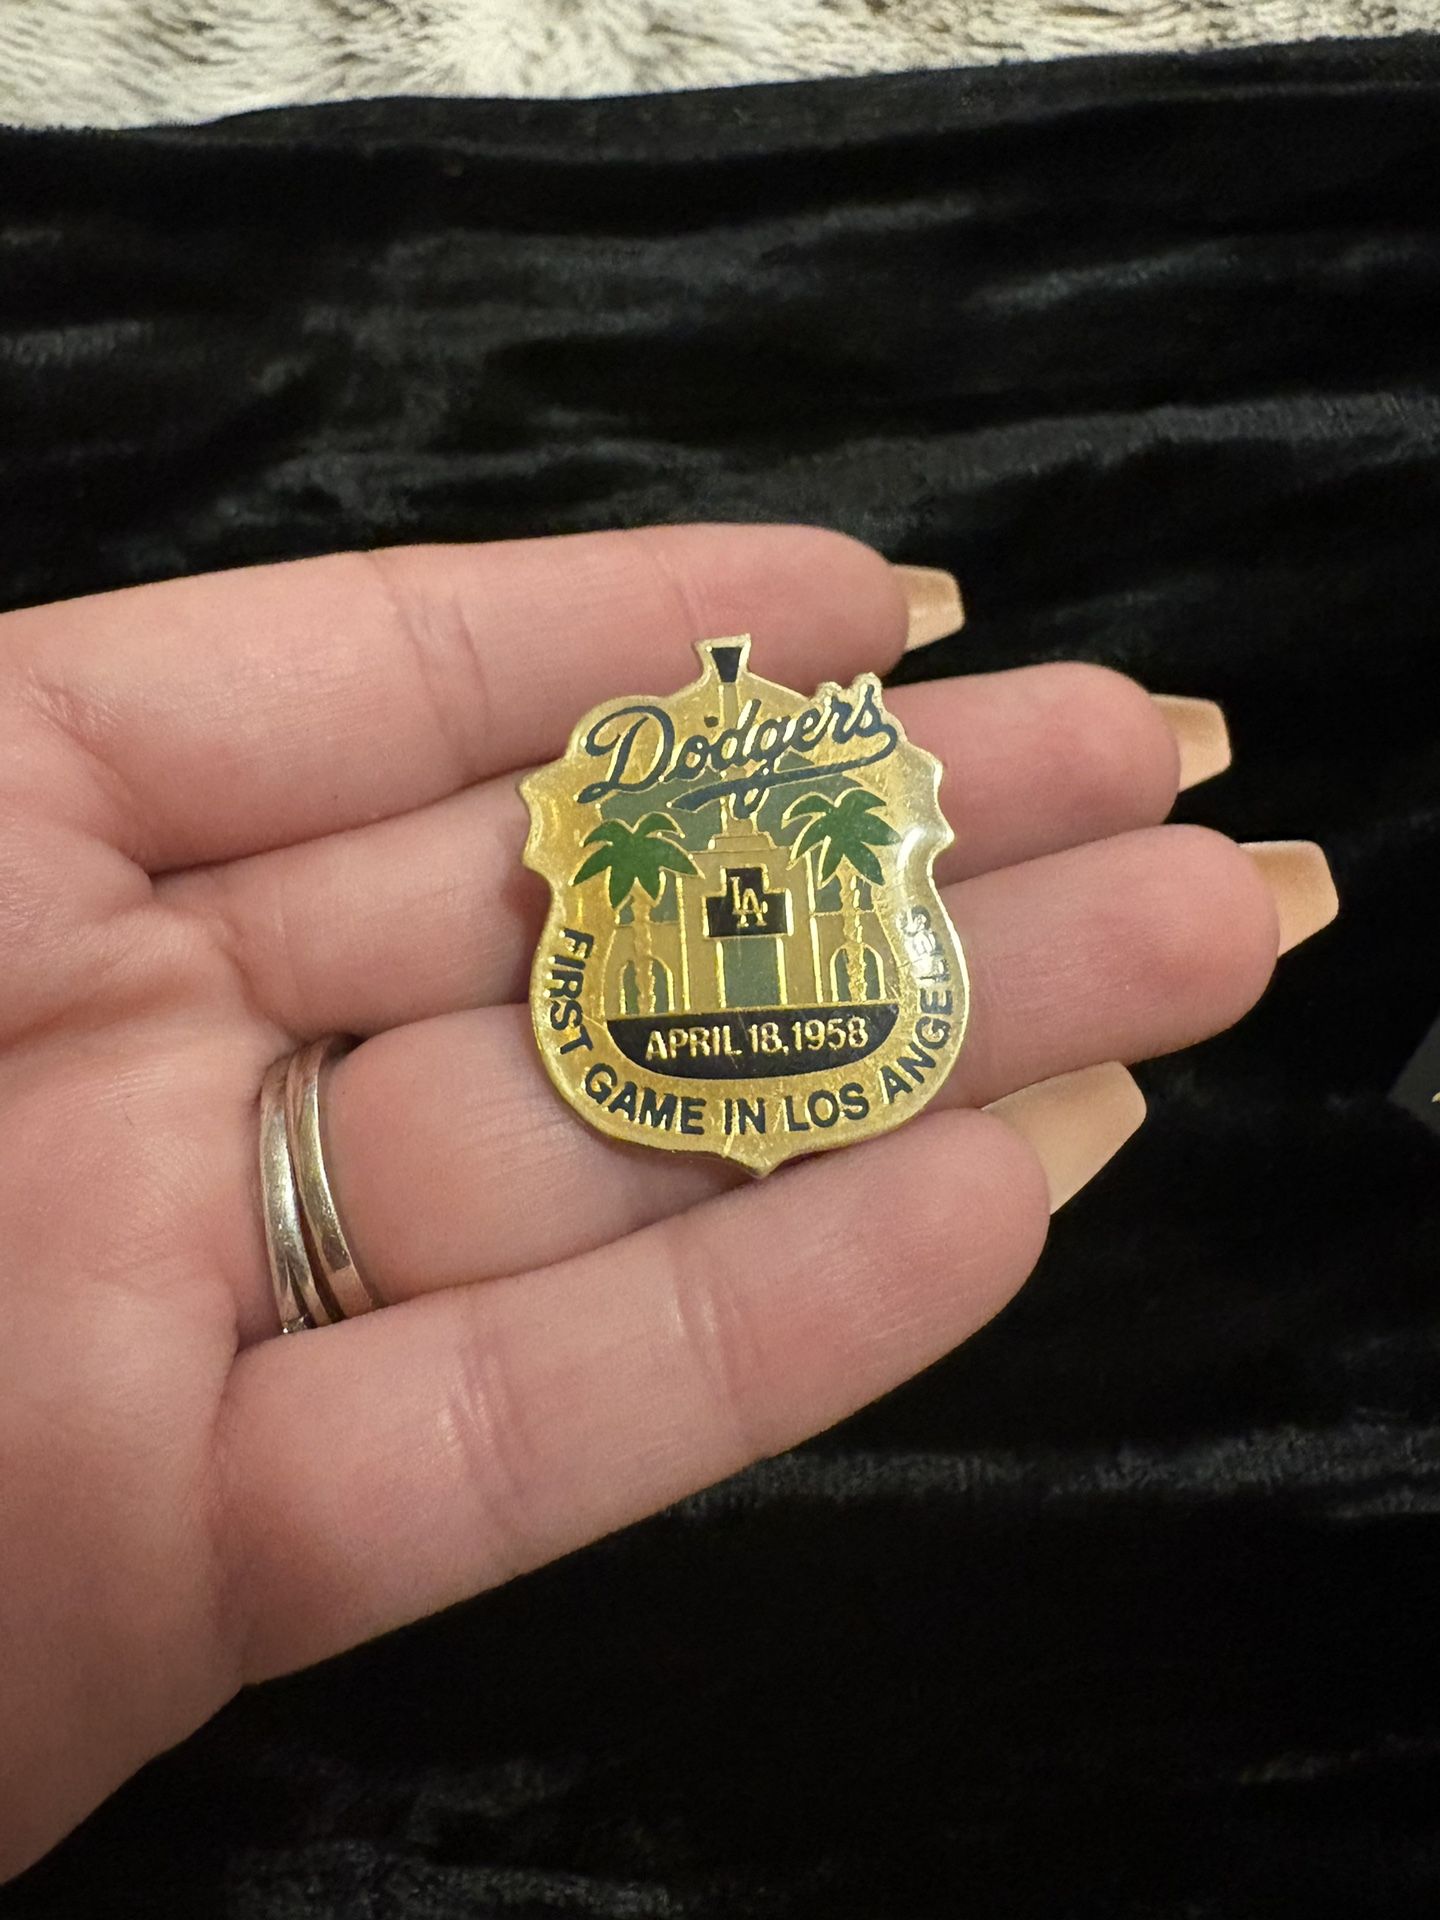 Dodgers
LA
APRIL 18, 1958
FIRST GAME IN LOS ANGELES